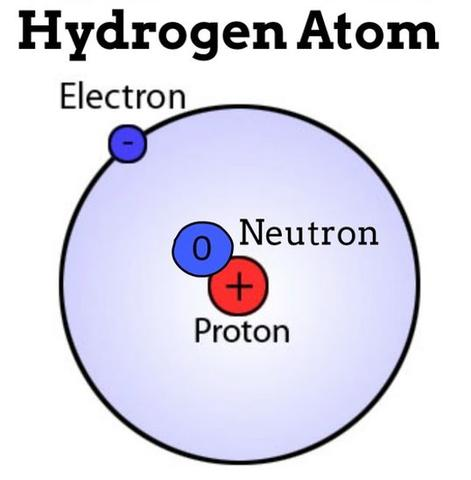 Hydrogen Atom
Electron
-
0
Neutron
+
Proton